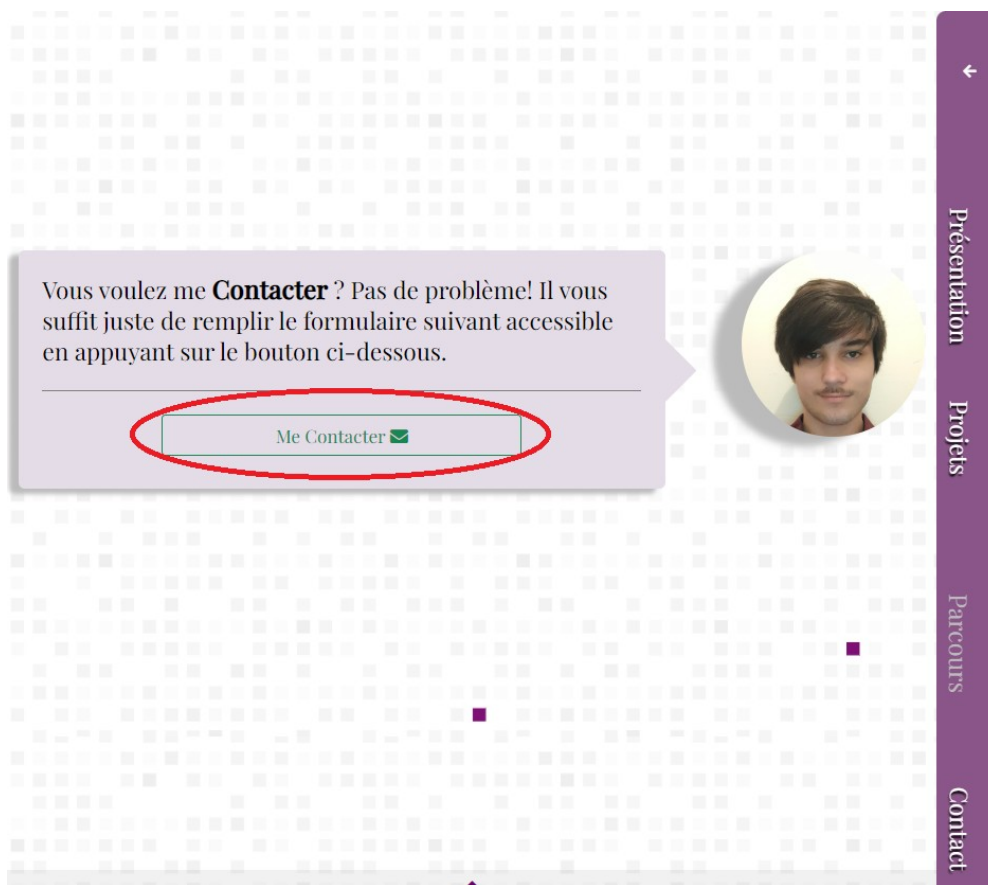 Vous voulez me Contacter ? Pas de problème! Il vous
suffit juste de remplir le formulaire suivant accessible
en appuyant sur le bouton ci-dessous.
Me Contacter
Présentation
Projets
Parcours
Contact